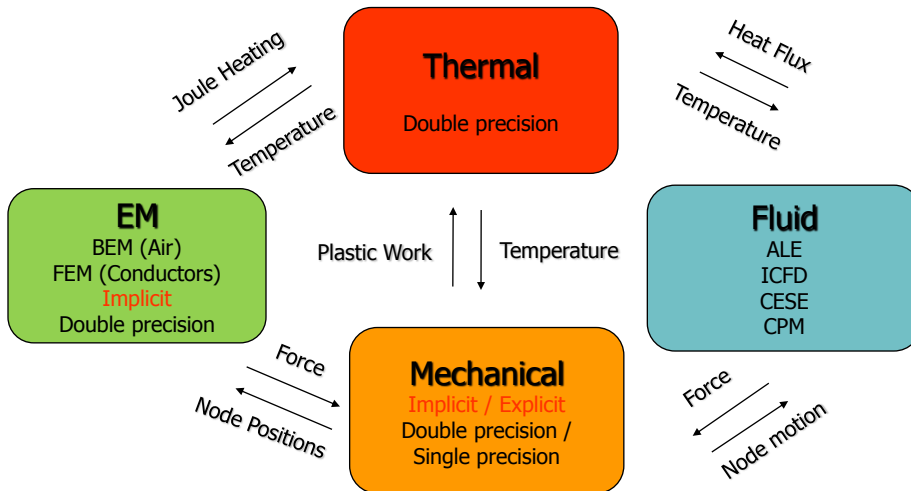 Thermal
Double precision
Joule Heating
Temperature
Heat Flux
Temperature
EM
BEM (Air)
FEM (Conductors)
Implicit
Double precision
Plastic Work
Temperature
Fluid
ALE
ICFD
CESE
CPM
Force
Node Positions
Mechanical
Implicit / Explicit
Double precision /
Single precision
Force
Node motion